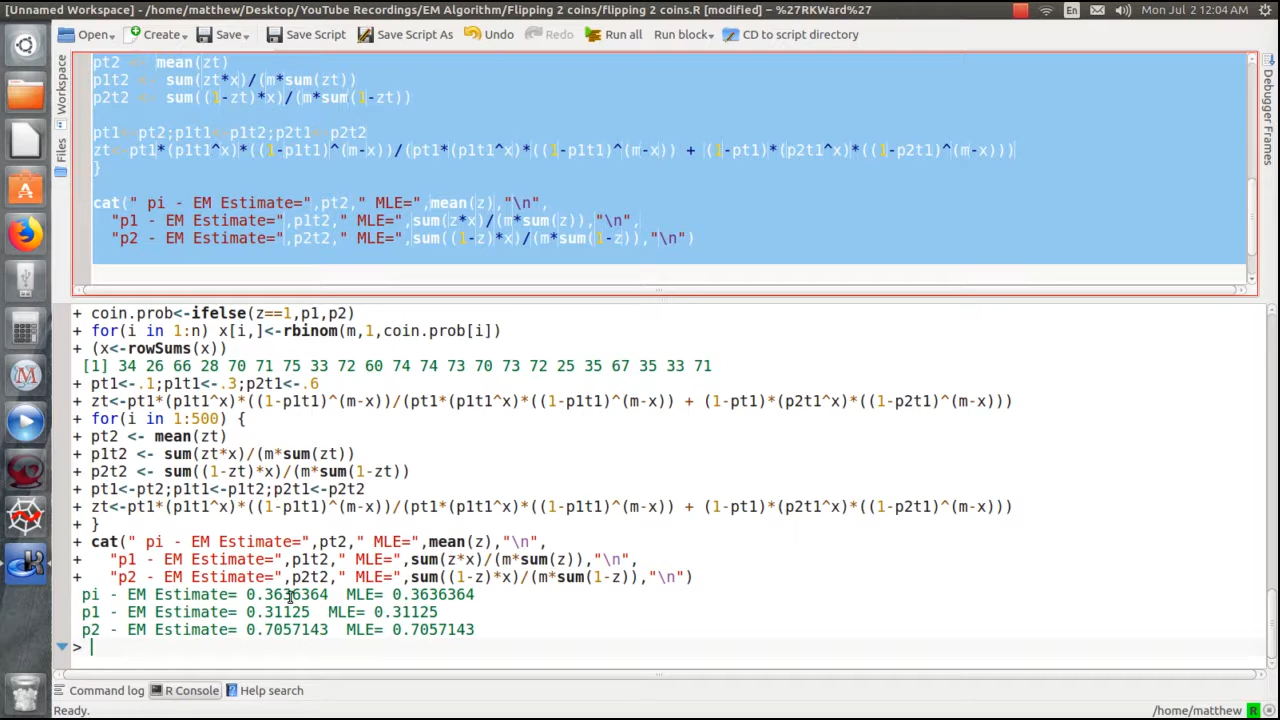 [Unnamed Workspace] - /home/matthew/Desktop/YouTube Recordings/EM Algorithm/Flipping 2 coins/flipping 2 coins.R [modified] – %27RKWard%27
En
Mon Jul 2, 12:04 AM
Open Create Save Save Script Save Script As Undo Redo Run all Run block CD to script directory
Workspace
Files
Debugger Frames
pt2 <- mean(zt)
p1t2 <- sum(zt*x)/(m*sum(zt))
p2t2 <- sum((1-zt)*x)/(m*sum(1-zt))
pt1<-pt2;p1t1<-p1t2;p2t1<-p2t2
zt<-pt1*(p1t1^x)*((1-p1t1)^(m-x))/(pt1*(p1t1^x)*((1-p1t1)^(m-x)) + (1-pt1)*(p2t1^x)*((1-p2t1)^(m-x)))
}
cat(" pi - EM Estimate=",pt2," MLE=",mean(z),"\n",
"p1 - EM Estimate=",p1t2," MLE=",sum(z*x)/(m*sum(z)),"\n",
"p2 - EM Estimate=",p2t2," MLE=",sum((1-z)*x)/(m*sum(1-z)),"\n")
+ coin.prob<-ifelse(z==1,p1,p2)
+ for(i in 1:n) x[i,]<-rbinom(m,1,coin.prob[i])
+ (x<-rowSums(x))
[1] 34 26 66 28 70 71 75 33 72 60 74 74 73 70 73 72 25 35 67 35 33 71
+ pt1<-.1;p1t1<-.3;p2t1<-.6
+ zt<-pt1*(p1t1^x)*((1-p1t1)^(m-x))/(pt1*(p1t1^x)*((1-p1t1)^(m-x)) + (1-pt1)*(p2t1^x)*((1-p2t1)^(m-x)))
+ for(i in 1:500) {
+ pt2 <- mean(zt)
+ p1t2 <- sum(zt*x)/(m*sum(zt))
+ p2t2 <- sum((1-zt)*x)/(m*sum(1-zt))
+ pt1<-pt2;p1t1<-p1t2;p2t1<-p2t2
+ zt<-pt1*(p1t1^x)*((1-p1t1)^(m-x))/(pt1*(p1t1^x)*((1-p1t1)^(m-x)) + (1-pt1)*(p2t1^x)*((1-p2t1)^(m-x)))
+ }
+ cat(" pi - EM Estimate=",pt2," MLE=",mean(z),"\n",
+ "p1 - EM Estimate=",p1t2," MLE=",sum(z*x)/(m*sum(z)),"\n",
+ "p2 - EM Estimate=",p2t2," MLE=",sum((1-z)*x)/(m*sum(1-z)),"\n")
pi - EM Estimate= 0.3636364 MLE= 0.3636364
p1 - EM Estimate= 0.31125 MLE= 0.31125
p2 - EM Estimate= 0.7057143 MLE= 0.7057143
>
Command log R Console Help search
Ready.
/home/matthew R